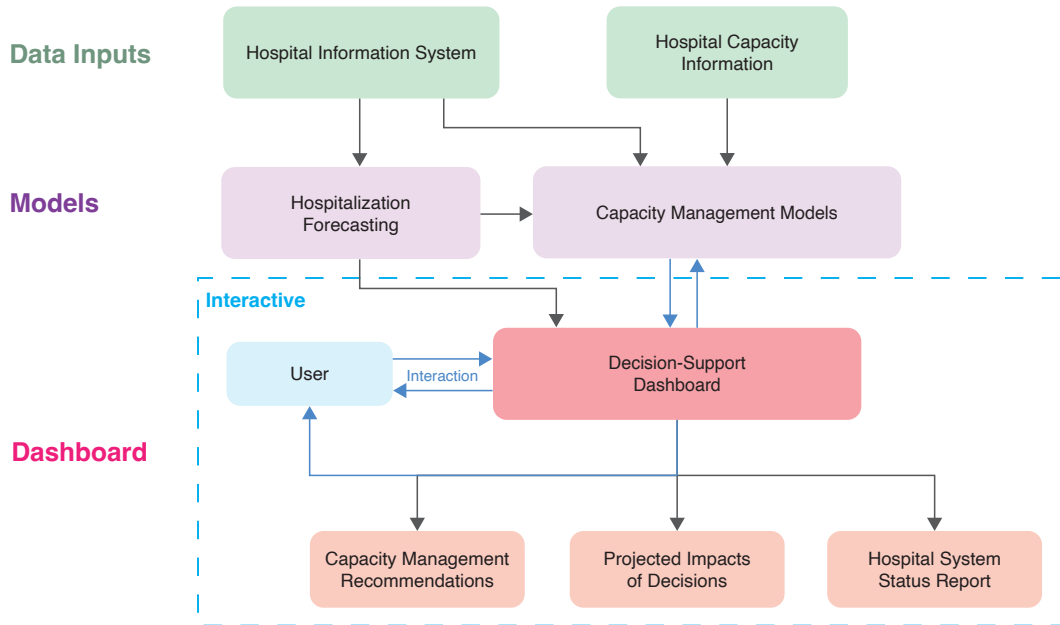 Data Inputs
Hospital Information System
Hospital Capacity
Information
Models
Hospitalization
Forecasting
Capacity Management Models
Interactive
User
Interaction
Decision-Support
Dashboard
Dashboard
Capacity Management
Recommendations
Projected Impacts
of Decisions
Hospital System
Status Report